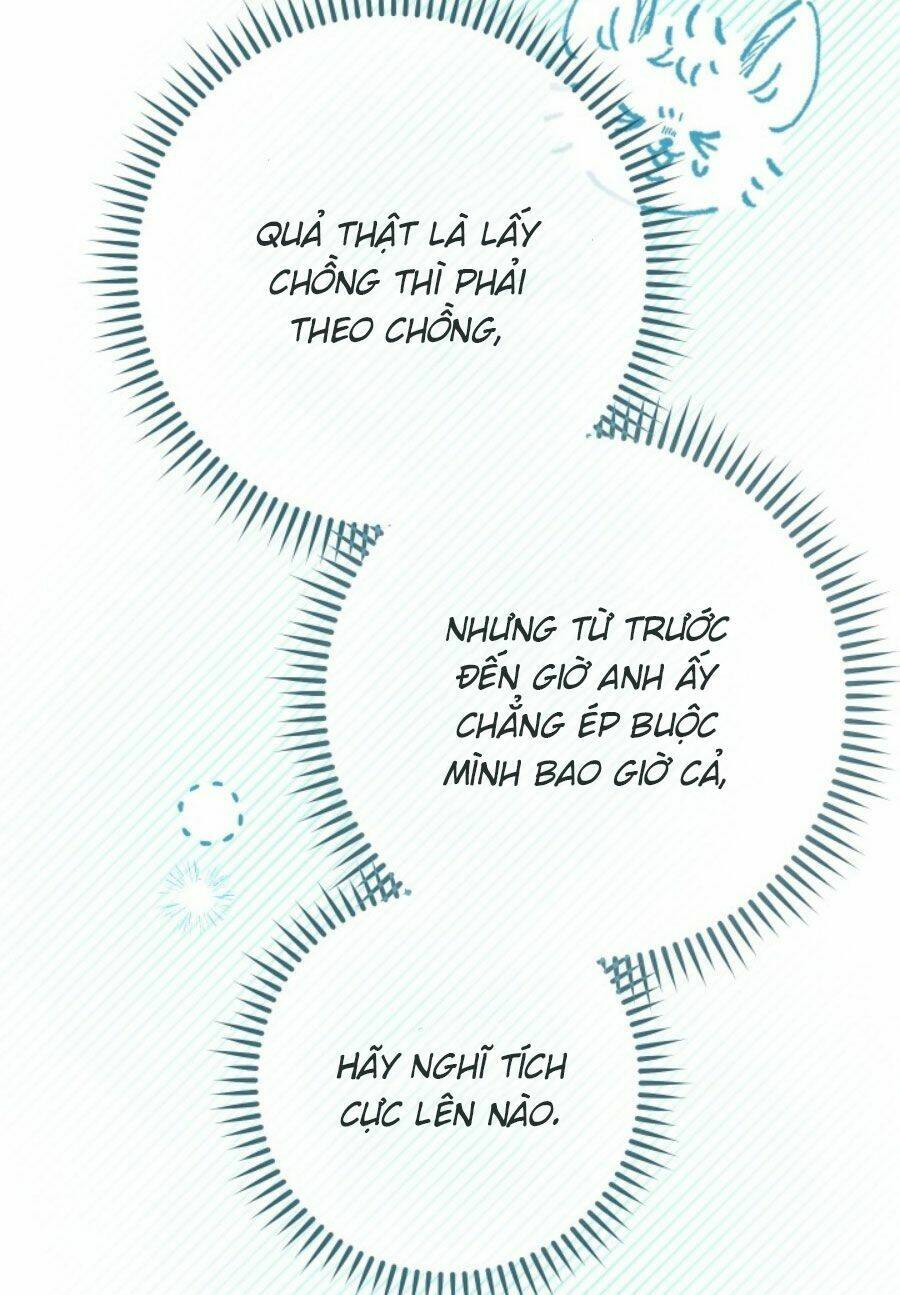 QUẢ THẬT LÀ LẤY
CHỒNG THÌ PHẢI
THEO CHỒNG,
NHƯNG TỪ TRƯỚC
ĐẾN GIỜ ANH ẤY
CHẲNG ÉP BUỘC
MÌNH BAO GIỜ CẢ,
HÃY NGHĨ TÍCH
CỰC LÊN NÀO.